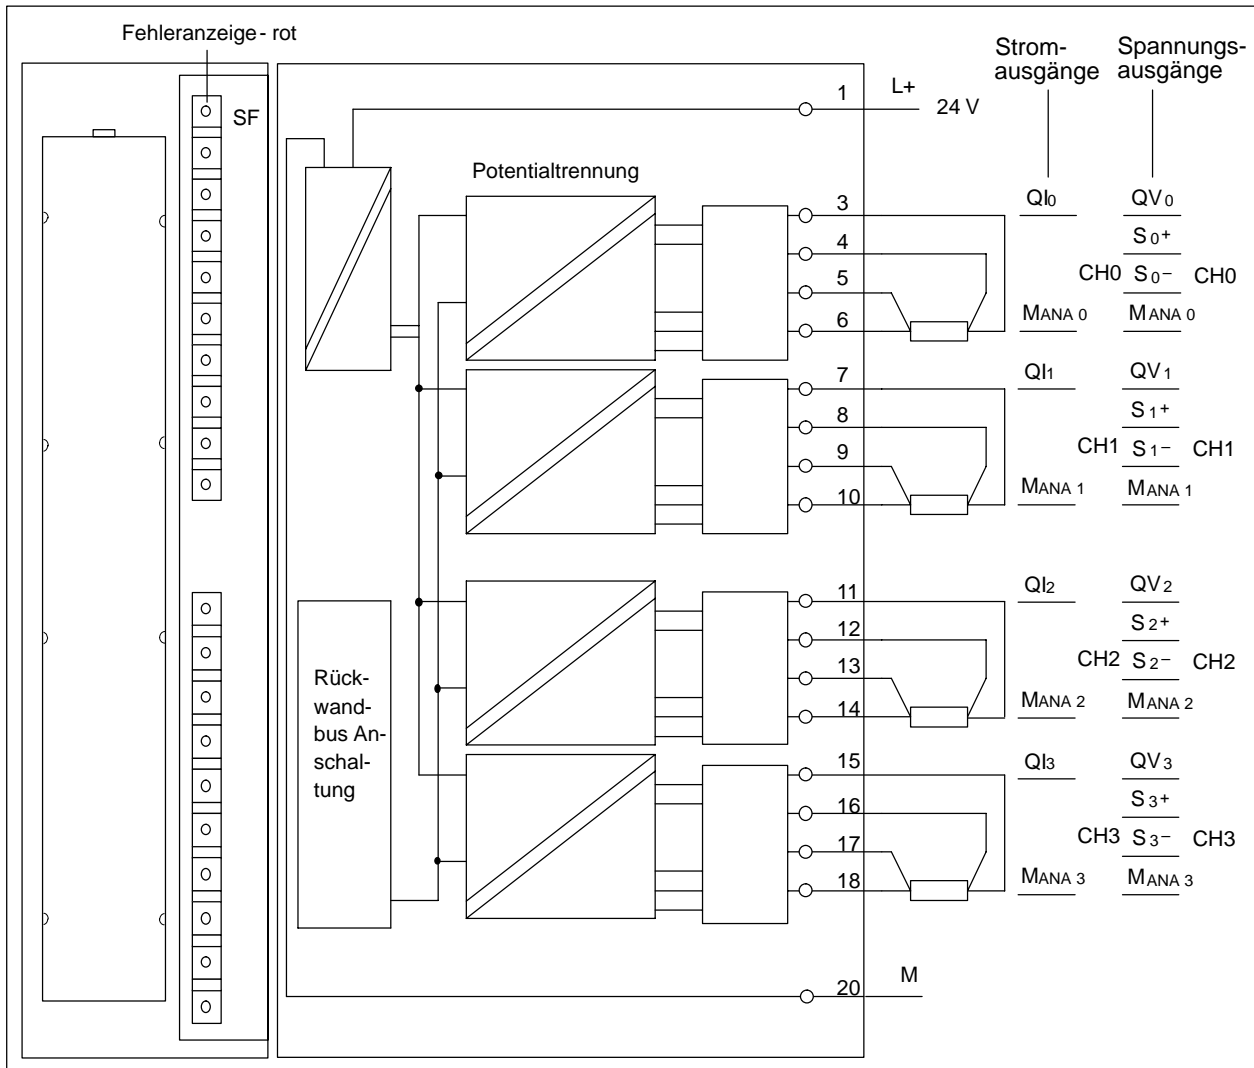 Fehleranzeige - rot
SF
Strom-
ausgänge
Spannungs-
ausgänge
1
L+
24 V
Potentialtrennung
3
QI0
QV0
4
S0+
5
CH0
S0−
CH0
6
MANA 0
MANA 0
7
QI1
QV1
8
S1+
9
CH1
S1−
CH1
10
MANA 1
MANA 1
11
QI2
QV2
12
S2+
13
CH2
S2−
CH2
14
MANA 2
MANA 2
Rück-
wand-
bus An-
schal-
tung
15
QI3
QV3
16
S3+
17
CH3
S3−
CH3
18
MANA 3
MANA 3
20
M